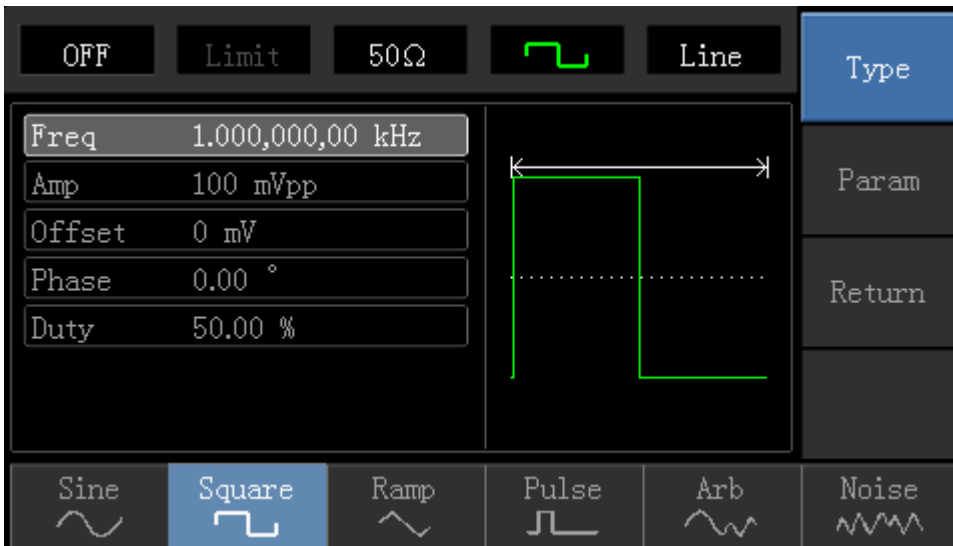 OFF Limit 50Ω Line
Type
Freq 1.000,000,00 kHz
Amp 100 mVpp
Param
Offset 0 mV
Phase 0.00 °
Return
Duty 50.00 %
Sine Square Ramp Pulse Arb Noise